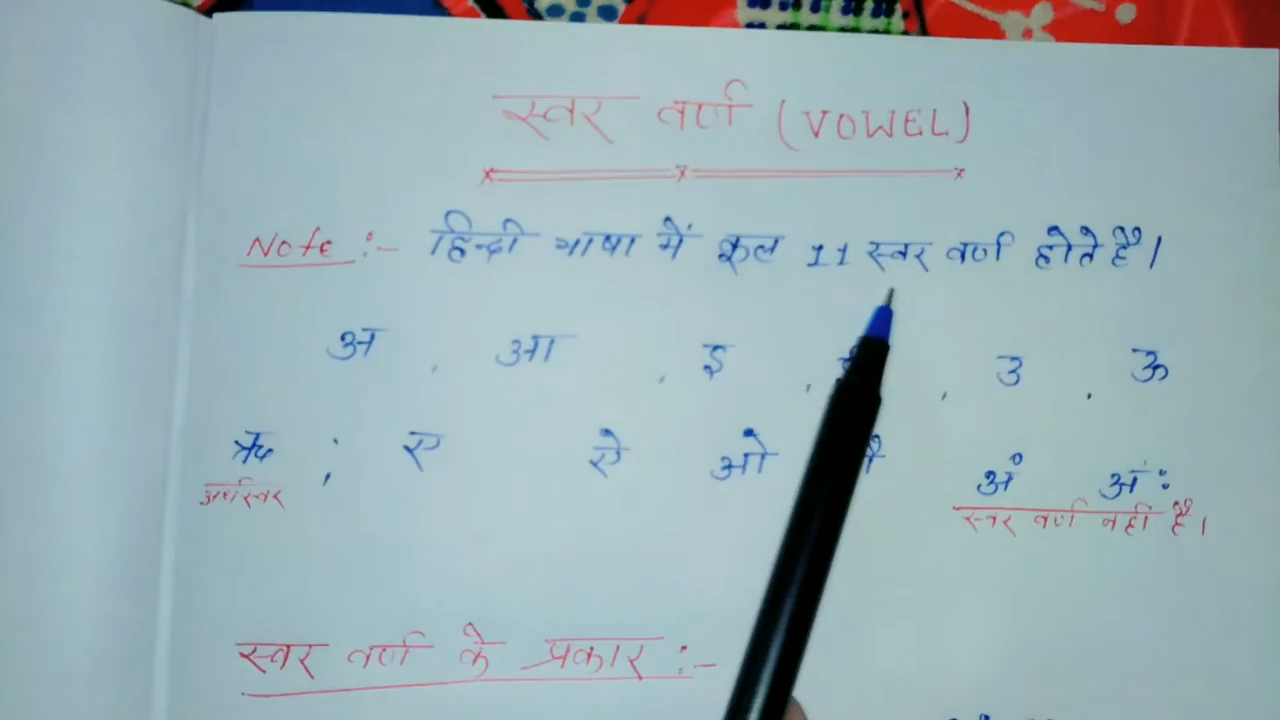 स्वर वर्ण (VOWEL)
Note :- हिन्दी भाषा में कुल 11 स्वर वर्ण होते हैं।
अ , आ , इ , , उ , ऊ
ऋ , ए ऐ ओ अं अः
अर्धस्वर स्वर वर्ण नहीं है।
स्वर वर्ण के प्रकार :-